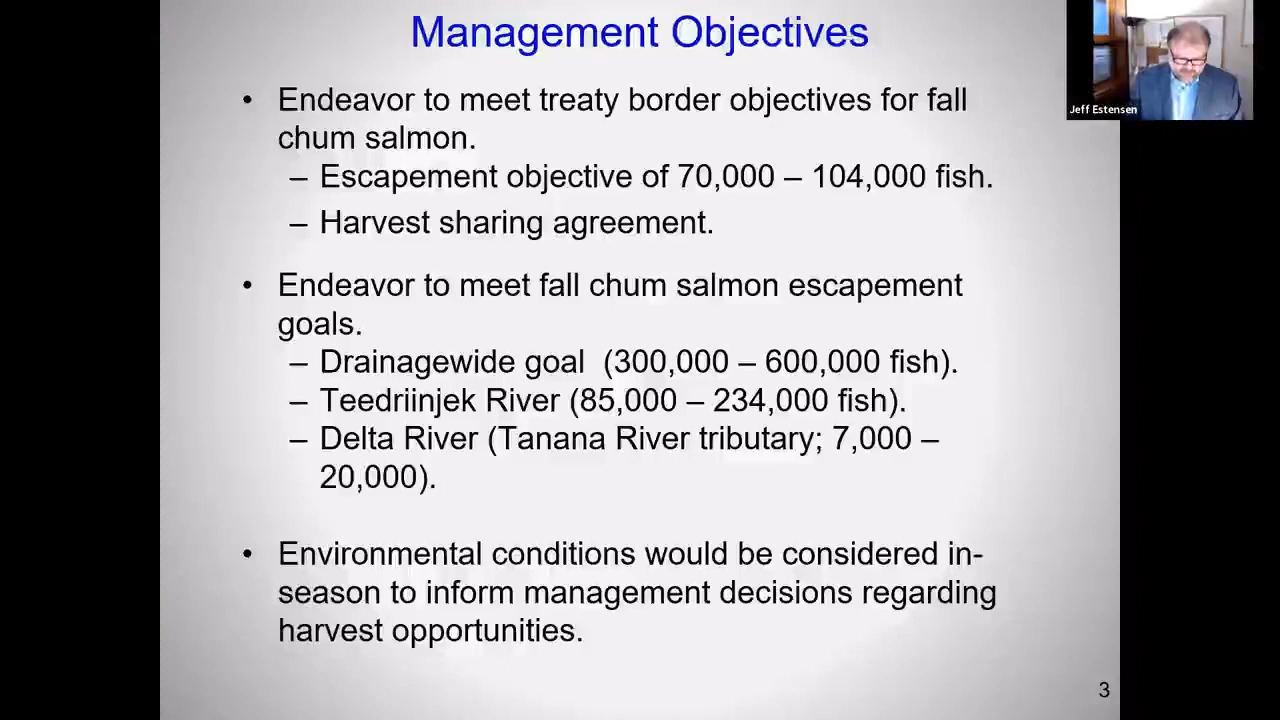 Management Objectives
Jeff Estensen
• Endeavor to meet treaty border objectives for fall
chum salmon.
– Escapement objective of 70,000 – 104,000 fish.
– Harvest sharing agreement.
• Endeavor to meet fall chum salmon escapement
goals.
– Drainagewide goal (300,000 – 600,000 fish).
– Teedriinjek River (85,000 – 234,000 fish).
– Delta River (Tanana River tributary; 7,000 –
20,000).
• Environmental conditions would be considered in-
season to inform management decisions regarding
harvest opportunities.
3